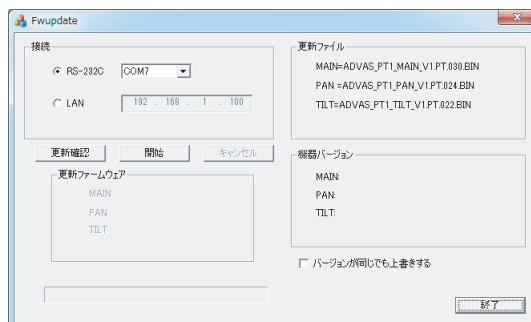 Fwupdate
接続
RS-232C COM7
LAN 192 . 168 . 1 . 100
更新確認 開始 キャンセル
更新ファームウェア
MAIN
PAN
TILT
更新ファイル
MAIN=ADVAS_PT1_MAIN_V1.PT.030.BIN
PAN =ADVAS_PT1_PAN_V1.PT.024.BIN
TILT=ADVAS_PT1_TILT_V1.PT.022.BIN
機器バージョン
MAIN:
PAN:
TILT:
バージョンが同じでも上書きする
終了